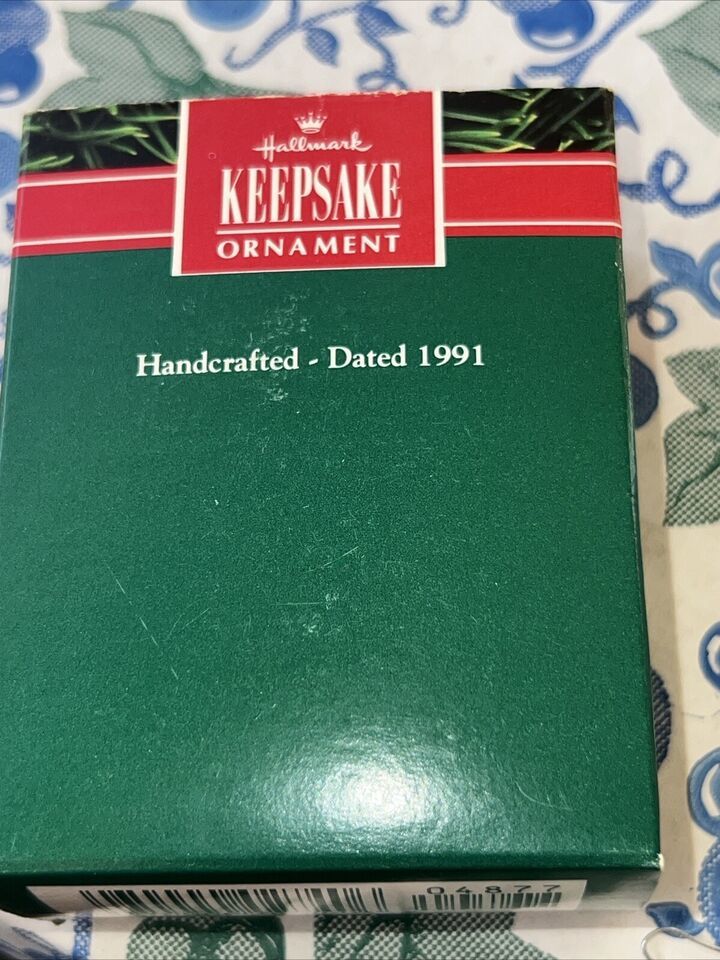 Hallmark
KEEPSAKE
ORNAMENT
Handcrafted - Dated 1991
04877